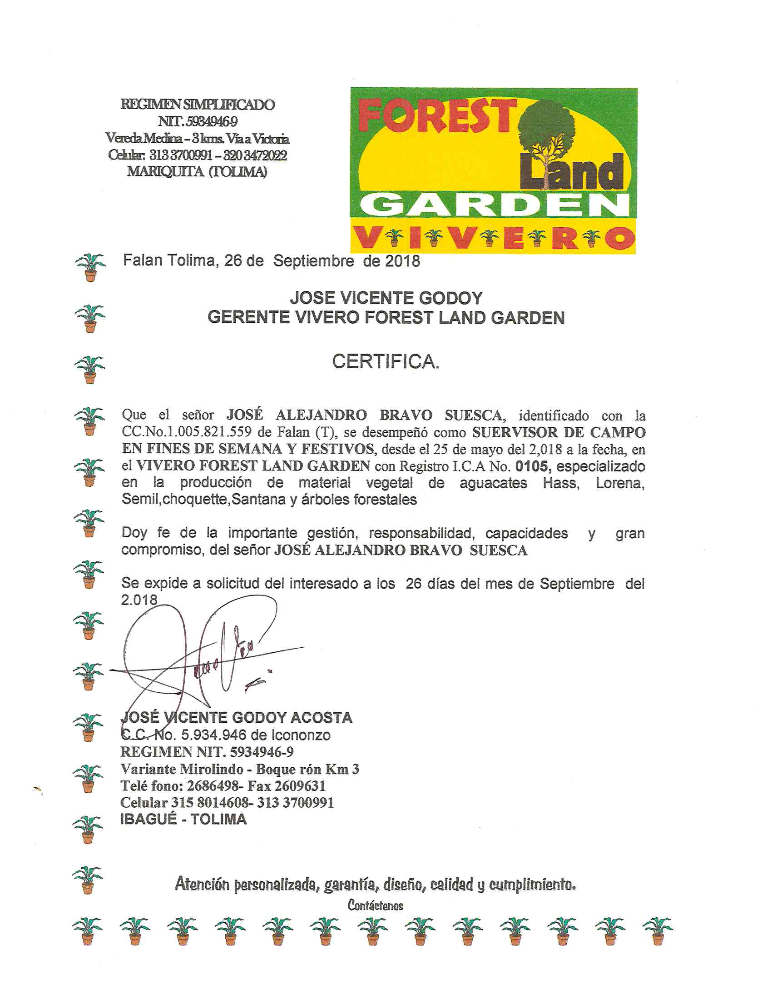 REGIMEN SIMPLIFICADO
NIT. 5934946-9
Vereda Medina – 3 kms. Vía a Victoria
Celular: 313 3700991 – 320 3472022
MARIQUITA (TOLIMA)
FOREST
Land
GARDEN
VIVERO
Falan Tolima, 26 de Septiembre de 2018
JOSE VICENTE GODOY
GERENTE VIVERO FOREST LAND GARDEN
CERTIFICA.
Que el señor JOSÉ ALEJANDRO BRAVO SUESCA, identificado con la
CC.No.1.005.821.559 de Falan (T), se desempeñó como SUERVISOR DE CAMPO
EN FINES DE SEMANA Y FESTIVOS, desde el 25 de mayo del 2,018 a la fecha, en
el VIVERO FOREST LAND GARDEN con Registro I.C.A No. 0105, especializado
en la producción de material vegetal de aguacates Hass, Lorena,
Semil,choquette,Santana y árboles forestales
Doy fe de la importante gestión, responsabilidad, capacidades y gran
compromiso, del señor JOSÉ ALEJANDRO BRAVO SUESCA
Se expide a solicitud del interesado a los 26 días del mes de Septiembre del
2.018
JOSÉ VICENTE GODOY ACOSTA
C.C. No. 5.934.946 de Icononzo
REGIMEN NIT. 5934946-9
Variante Mirolindo - Boque rón Km 3
Telé fono: 2686498- Fax 2609631
Celular 315 8014608- 313 3700991
IBAGUÉ - TOLIMA
Atención personalizada, garantía, diseño, calidad y cumplimiento.
Contáctenos